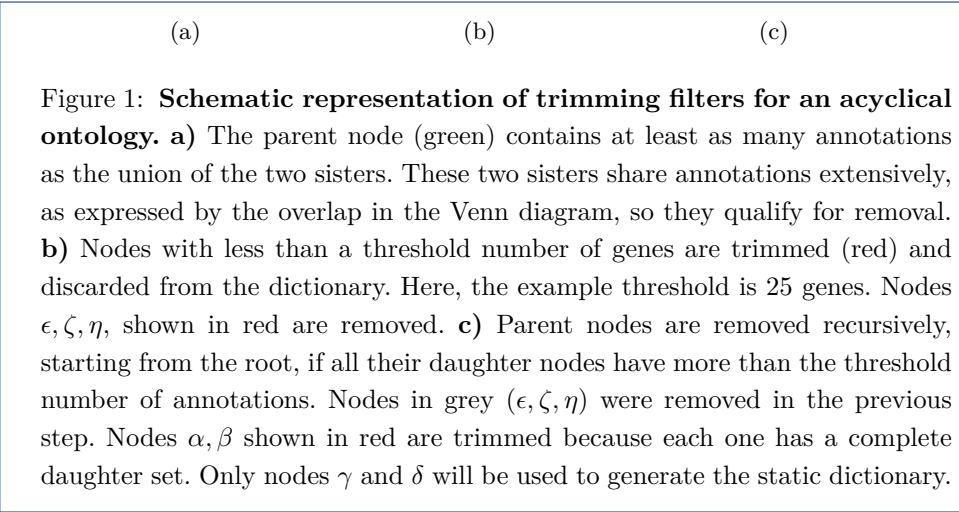 (a) (b) (c)
Figure 1: Schematic representation of trimming filters for an acyclical
ontology. a) The parent node (green) contains at least as many annotations
as the union of the two sisters. These two sisters share annotations extensively,
as expressed by the overlap in the Venn diagram, so they qualify for removal.
b) Nodes with less than a threshold number of genes are trimmed (red) and
discarded from the dictionary. Here, the example threshold is 25 genes. Nodes
ϵ, ζ, η, shown in red are removed. c) Parent nodes are removed recursively,
starting from the root, if all their daughter nodes have more than the threshold
number of annotations. Nodes in grey (ϵ, ζ, η) were removed in the previous
step. Nodes α, β shown in red are trimmed because each one has a complete
daughter set. Only nodes γ and δ will be used to generate the static dictionary.